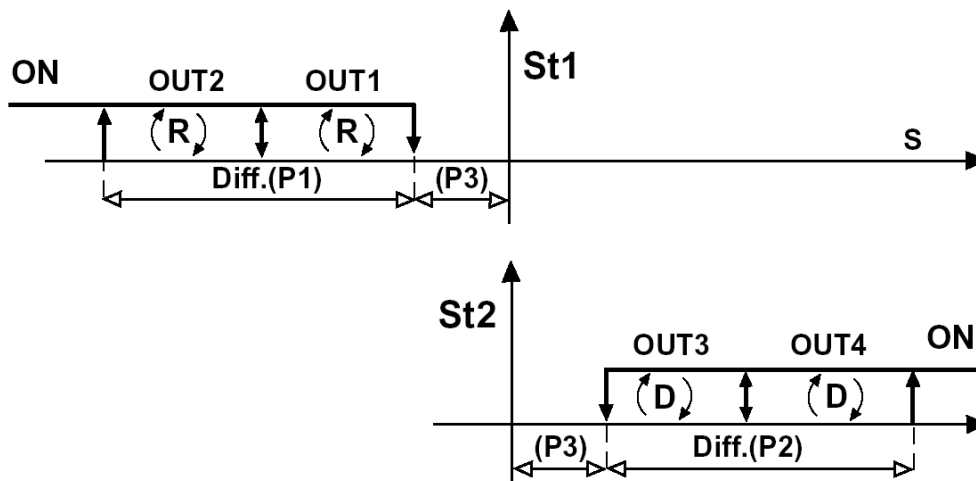 St1
ON OUT2 OUT1
R R
S
Diff.(P1) (P3)
St2
OUT3 OUT4 ON
D D
(P3) Diff.(P2)